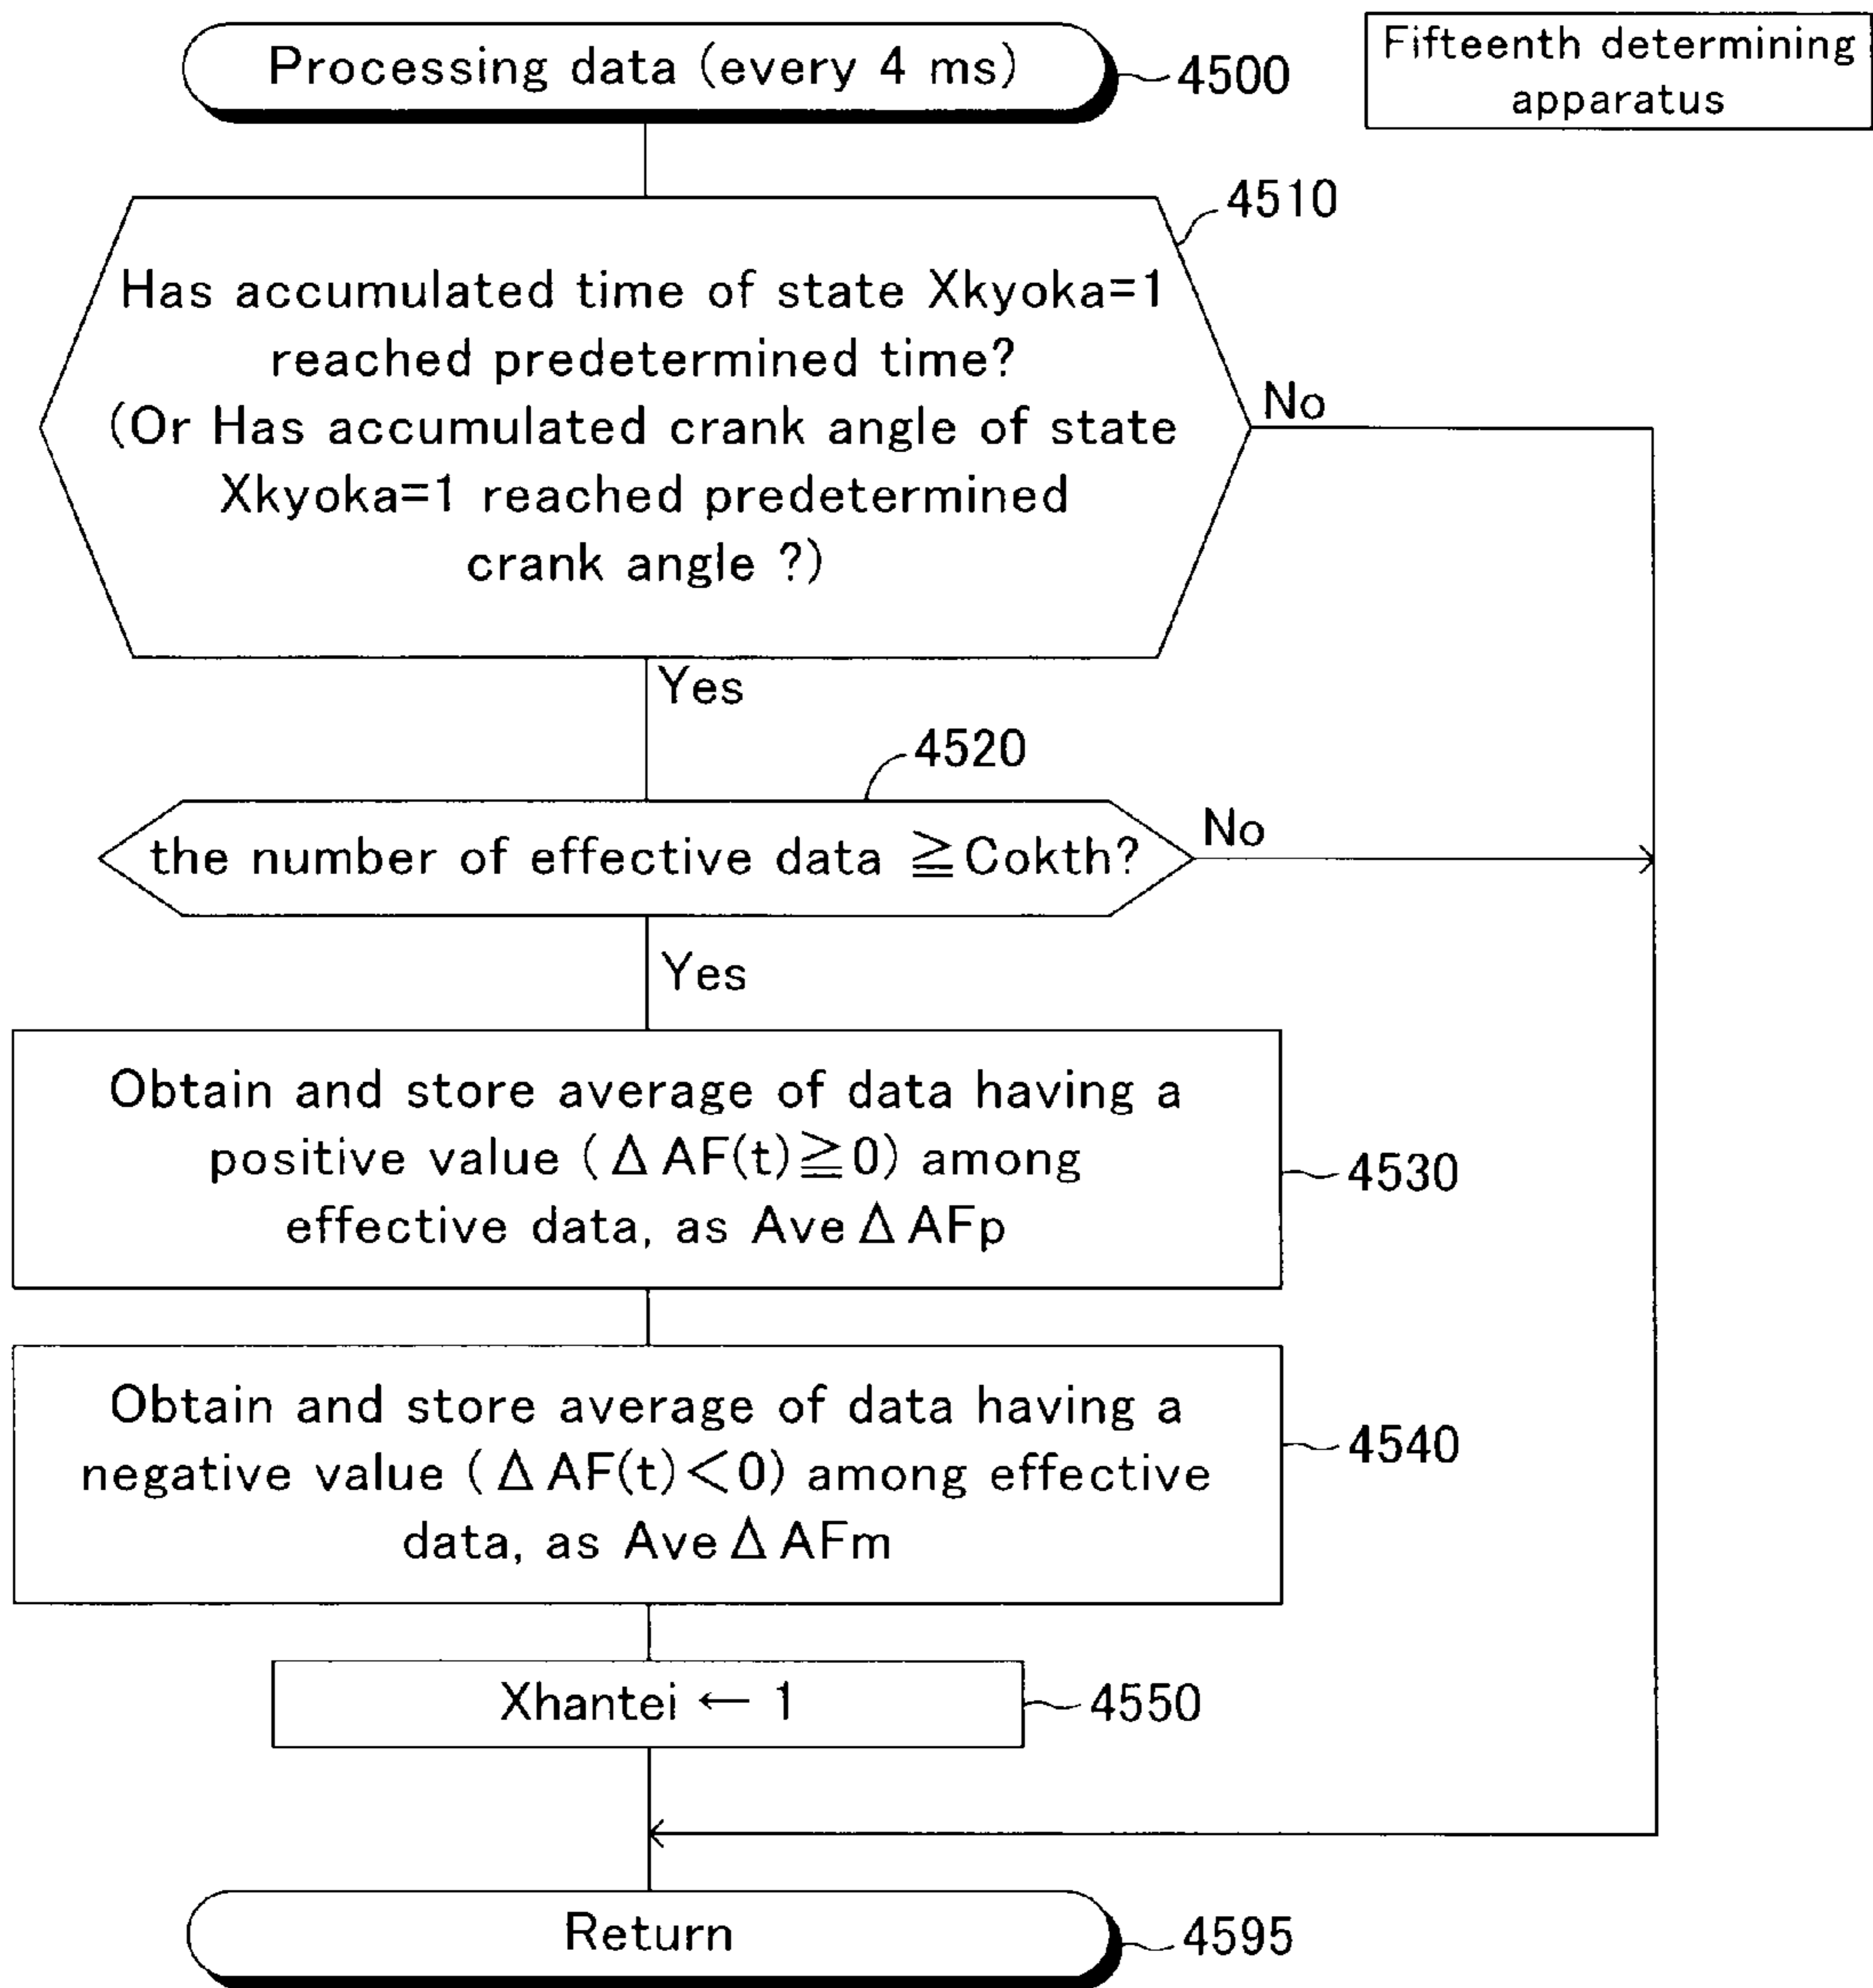 Processing data (every 4 ms)
4500
Fifteenth determining
apparatus
4510
Has accumulated time of state Xkyoka=1
reached predetermined time?
(Or Has accumulated crank angle of state
Xkyoka=1 reached predetermined
crank angle ?)
No
Yes
4520
the number of effective data ≧Cokth?
No
Yes
Obtain and store average of data having a
positive value (ΔAF(t)≧0) among
effective data, as AveΔAFp
4530
Obtain and store average of data having a
negative value (ΔAF(t)<0) among effective
data, as AveΔAFm
4540
Xhantei ← 1
4550
Return
4595